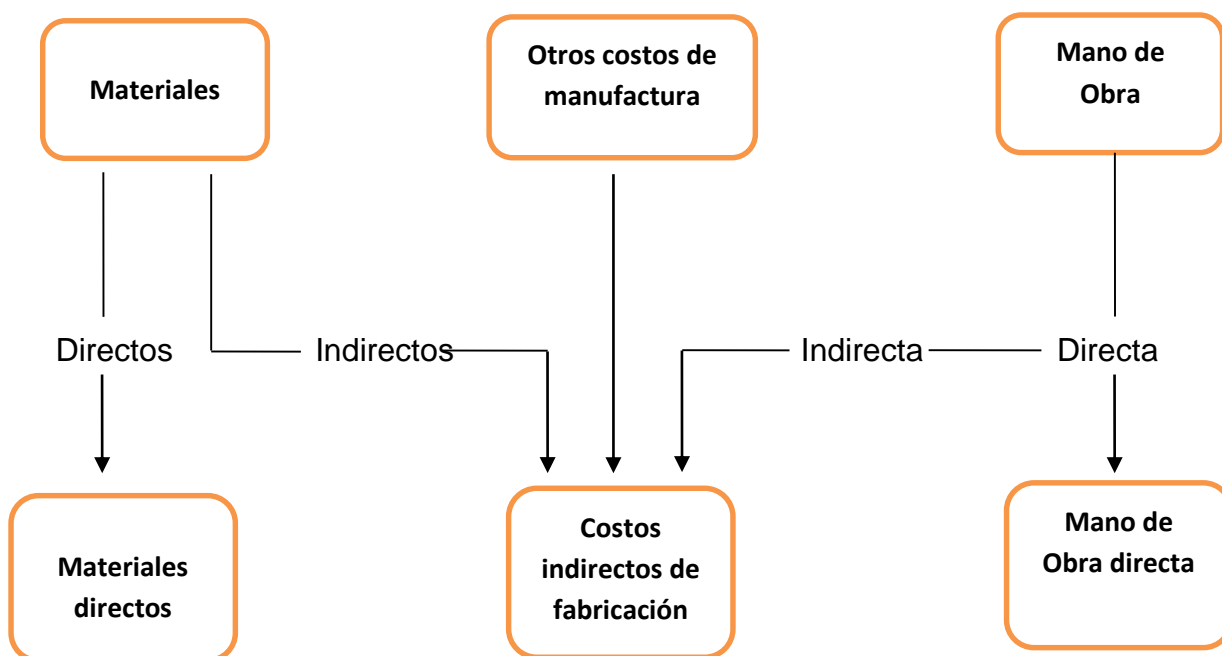 Materiales
Otros costos de
manufactura
Mano de
Obra
Directos
Indirectos
Indirecta
Directa
Materiales
directos
Costos
indirectos de
fabricación
Mano de
Obra directa